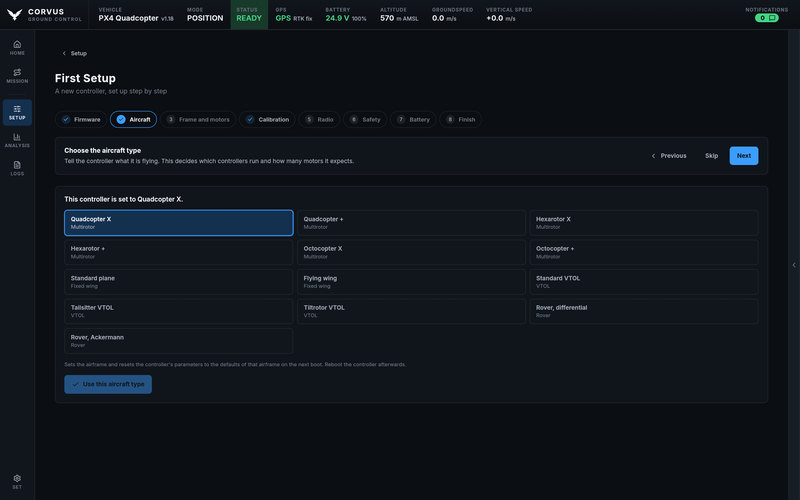 CORVUS
GROUND CONTROL
VEHICLE
PX4 Quadcopter v1.16
MODE
POSITION
STATUS
READY
GPS
GPS RTK fix
BATTERY
24.9 V 100%
ALTITUDE
570 m AMSL
GROUNDSPEED
0.0 m/s
VERTICAL SPEED
+0.0 m/s
NOTIFICATIONS
0
HOME
MISSION
SETUP
ANALYSIS
LOGS
SET
Setup
First Setup
A new controller, set up step by step
Firmware
Aircraft
3 Frame and motors
Calibration
5 Radio
6 Safety
7 Battery
8 Finish
Choose the aircraft type
Tell the controller what it is flying. This decides which controllers run and how many motors it expects.
Previous
Skip
Next
This controller is set to Quadcopter X.
Quadcopter X
Multirotor
Quadcopter +
Multirotor
Hexarotor X
Multirotor
Hexarotor +
Multirotor
Octocopter X
Multirotor
Octocopter +
Multirotor
Standard plane
Fixed wing
Flying wing
Fixed wing
Standard VTOL
VTOL
Tailsitter VTOL
VTOL
Tiltrotor VTOL
VTOL
Rover, differential
Rover
Rover, Ackermann
Rover
Sets the airframe and resets the controller's parameters to the defaults of that airframe on the next boot. Reboot the controller afterwards.
Use this aircraft type